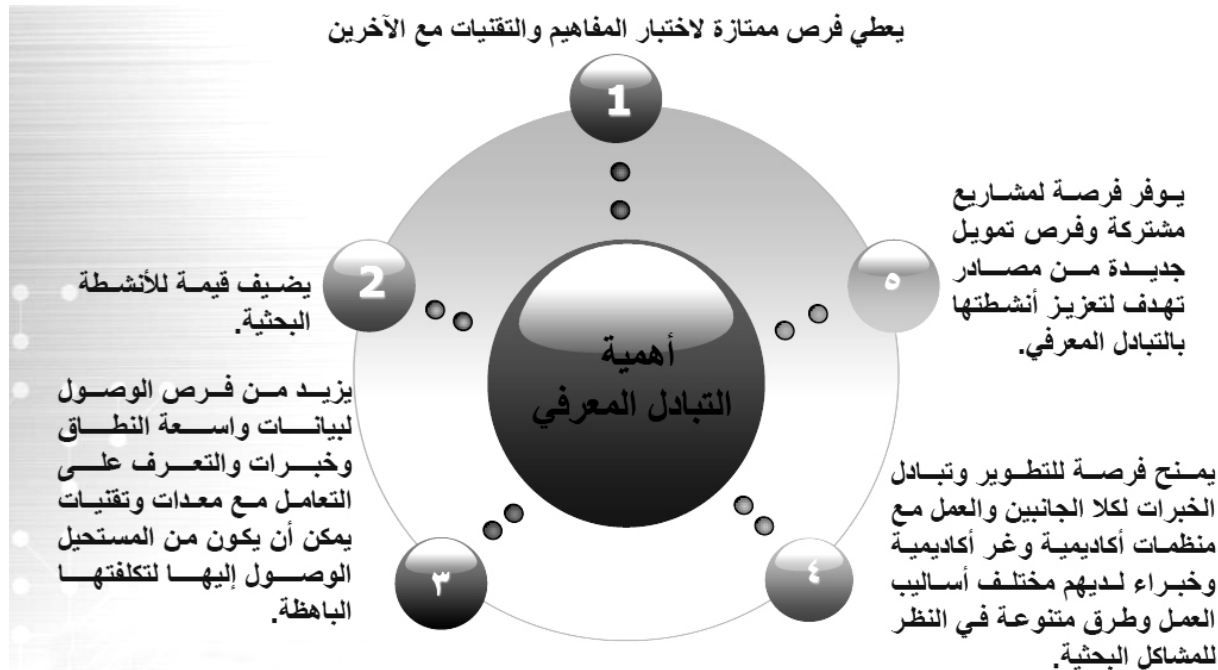 يعطي فرص ممتازة لاختبار المفاهيم والتقنيات مع الآخرين
1
أهمية
التبادل المعرفي
2
يضيف قيمة للأنشطة
البحثية.
٣
يزيد من فرص الوصول
لبيانات واسعة النطاق
وخبرات والتعرف على
التعامل مع معدات وتقنيات
يمكن أن يكون من المستحيل
الوصول إليها لتكلفتها
الباهظة.
٤
يمنح فرصة للتطوير وتبادل
الخبرات لكلا الجانبين والعمل مع
منظمات أكاديمية وغر أكاديمية
وخبراء لديهم مختلف أساليب
العمل وطرق متنوعة في النظر
للمشاكل البحثية.
٥
يوفر فرصة لمشاريع
مشتركة وفرص تمويل
جديدة من مصادر
تهدف لتعزيز أنشطتها
بالتبادل المعرفي.